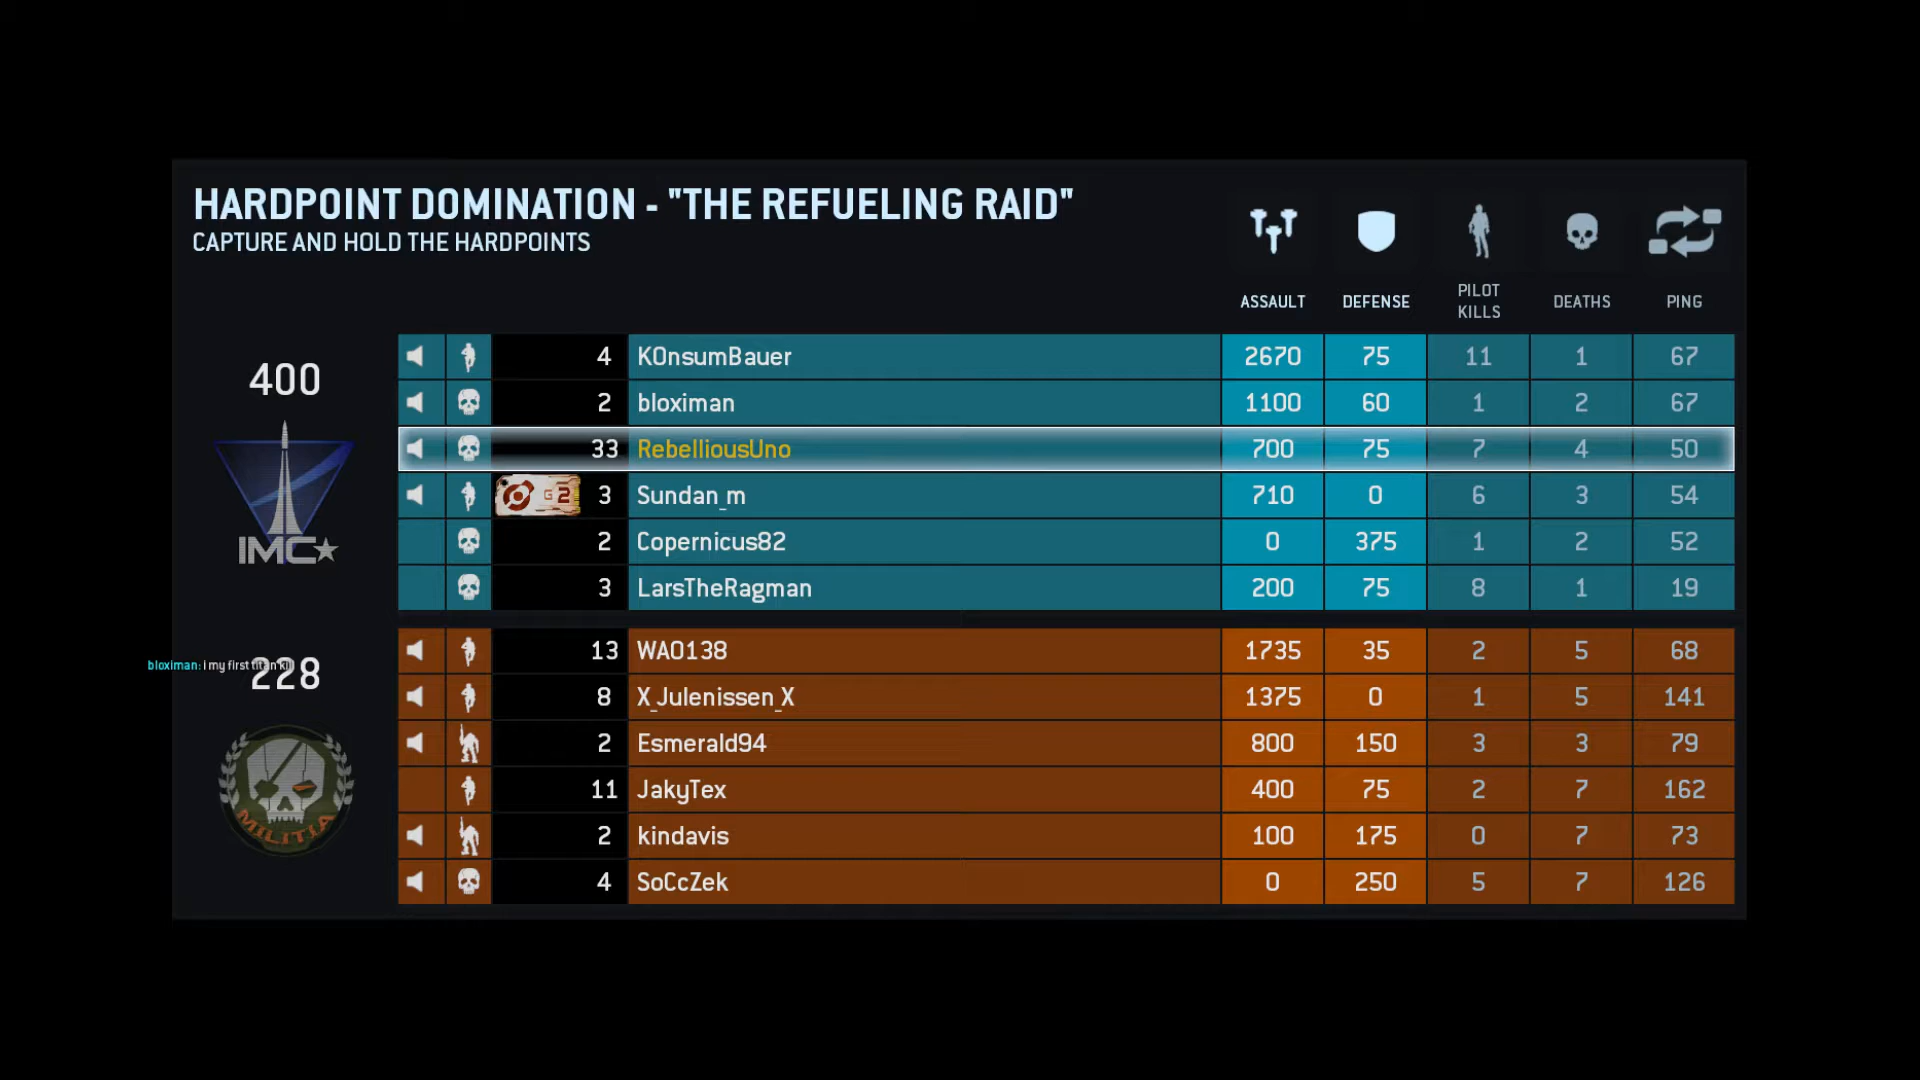 HARDPOINT DOMINATION - "THE REFUELING RAID"
CAPTURE AND HOLD THE HARDPOINTS
ASSAULT DEFENSE PILOT KILLS DEATHS PING
400
IMC
4 K0nsumBauer 2670 75 11 1 67
2 bloximan 1100 60 1 2 67
33 RebelliousUno 700 75 7 4 50
G2 3 Sundan_m 710 0 6 3 54
2 Copernicus82 0 375 1 2 52
3 LarsTheRagman 200 75 8 1 19
bloximan: i my first titan kill
228
MILITIA
13 WAO138 1735 35 2 5 68
8 X_Julenissen_X 1375 0 1 5 141
2 Esmerald94 800 150 3 3 79
11 JakyTex 400 75 2 7 162
2 kindavis 100 175 0 7 73
4 SoCcZek 0 250 5 7 126